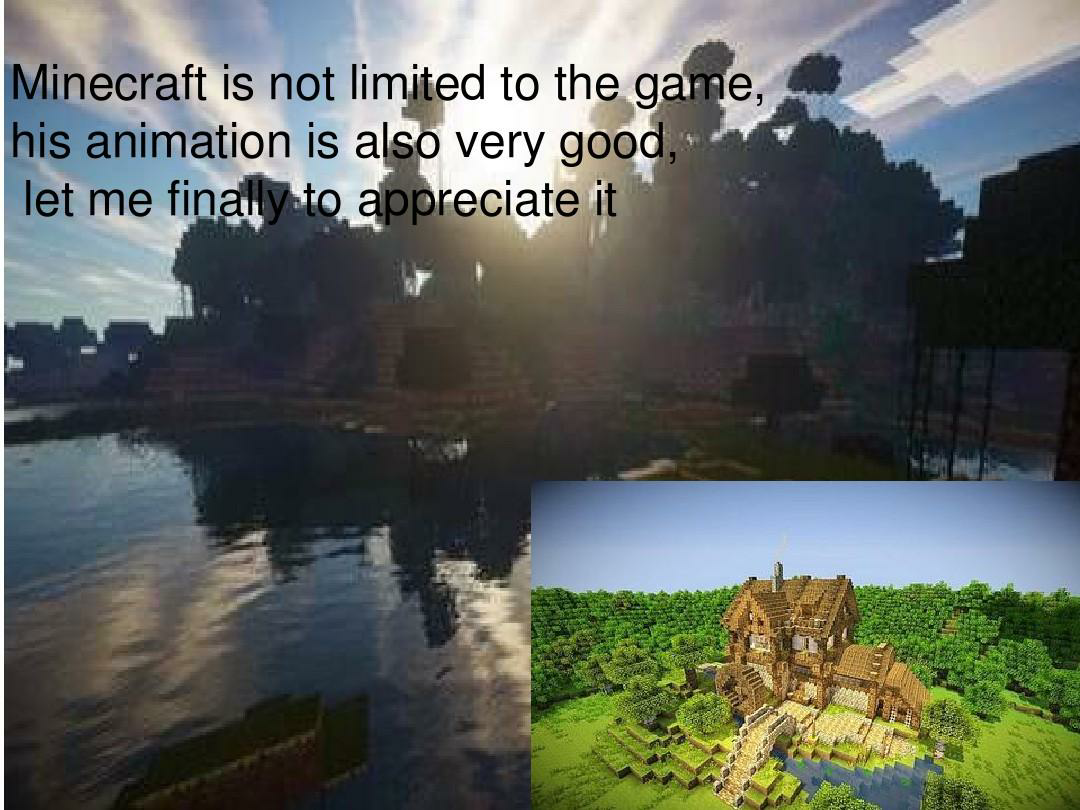 Minecraft is not limited to the game,
his animation is also very good,
let me finally to appreciate it